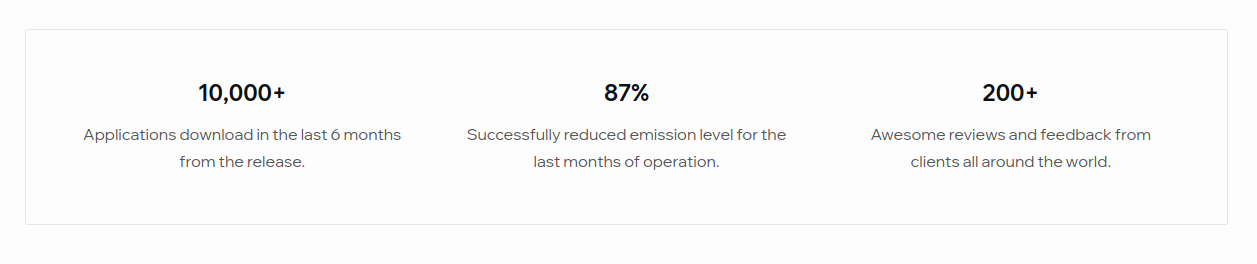 10,000+
Applications download in the last 6 months
from the release.
87%
Successfully reduced emission level for the
last months of operation.
200+
Awesome reviews and feedback from
clients all around the world.